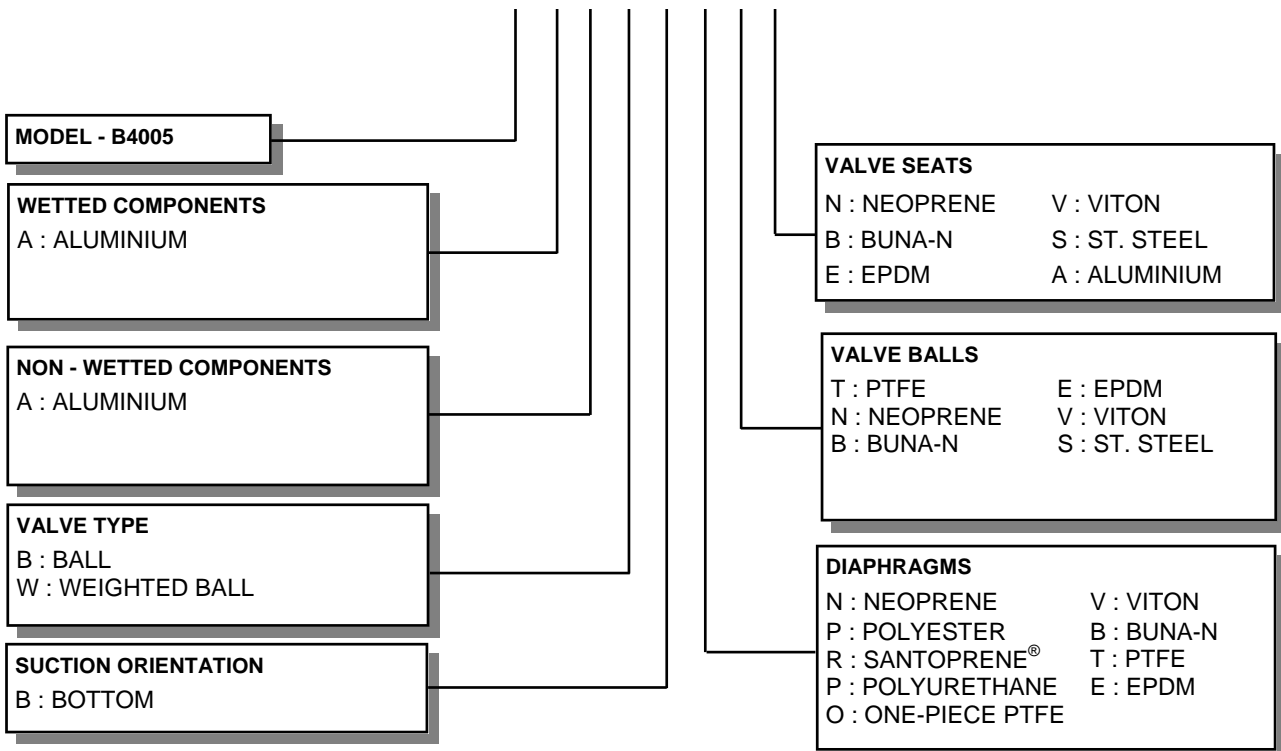 MODEL - B4005
WETTED COMPONENTS
A : ALUMINIUM
NON - WETTED COMPONENTS
A : ALUMINIUM
VALVE TYPE
B : BALL
W : WEIGHTED BALL
SUCTION ORIENTATION
B : BOTTOM
VALVE SEATS
N : NEOPRENE V : VITON
B : BUNA-N S : ST. STEEL
E : EPDM A : ALUMINIUM
VALVE BALLS
T : PTFE E : EPDM
N : NEOPRENE V : VITON
B : BUNA-N S : ST. STEEL
DIAPHRAGMS
N : NEOPRENE V : VITON
P : POLYESTER B : BUNA-N
R : SANTOPRENE® T : PTFE
P : POLYURETHANE E : EPDM
O : ONE-PIECE PTFE